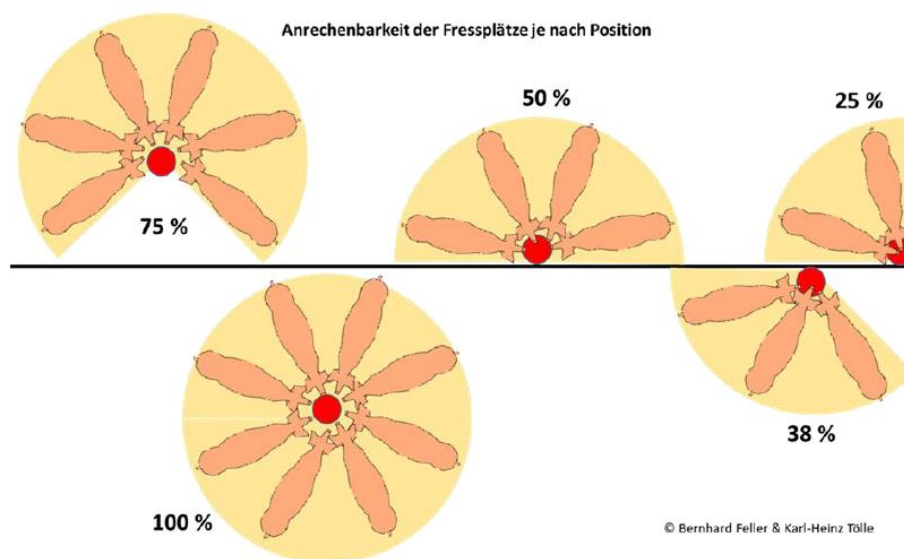 Anrechenbarkeit der Fressplätze je nach Position
50 %
25 %
75 %
38 %
100 %
© Bernhard Feller & Karl-Heinz Tölle